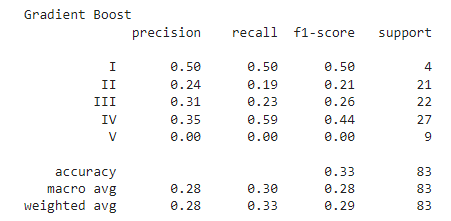 Gradient Boost
precision recall f1-score support
I 0.50 0.50 0.50 4
II 0.24 0.19 0.21 21
III 0.31 0.23 0.26 22
IV 0.35 0.59 0.44 27
V 0.00 0.00 0.00 9
accuracy 0.33 83
macro avg 0.28 0.30 0.28 83
weighted avg 0.28 0.33 0.29 83